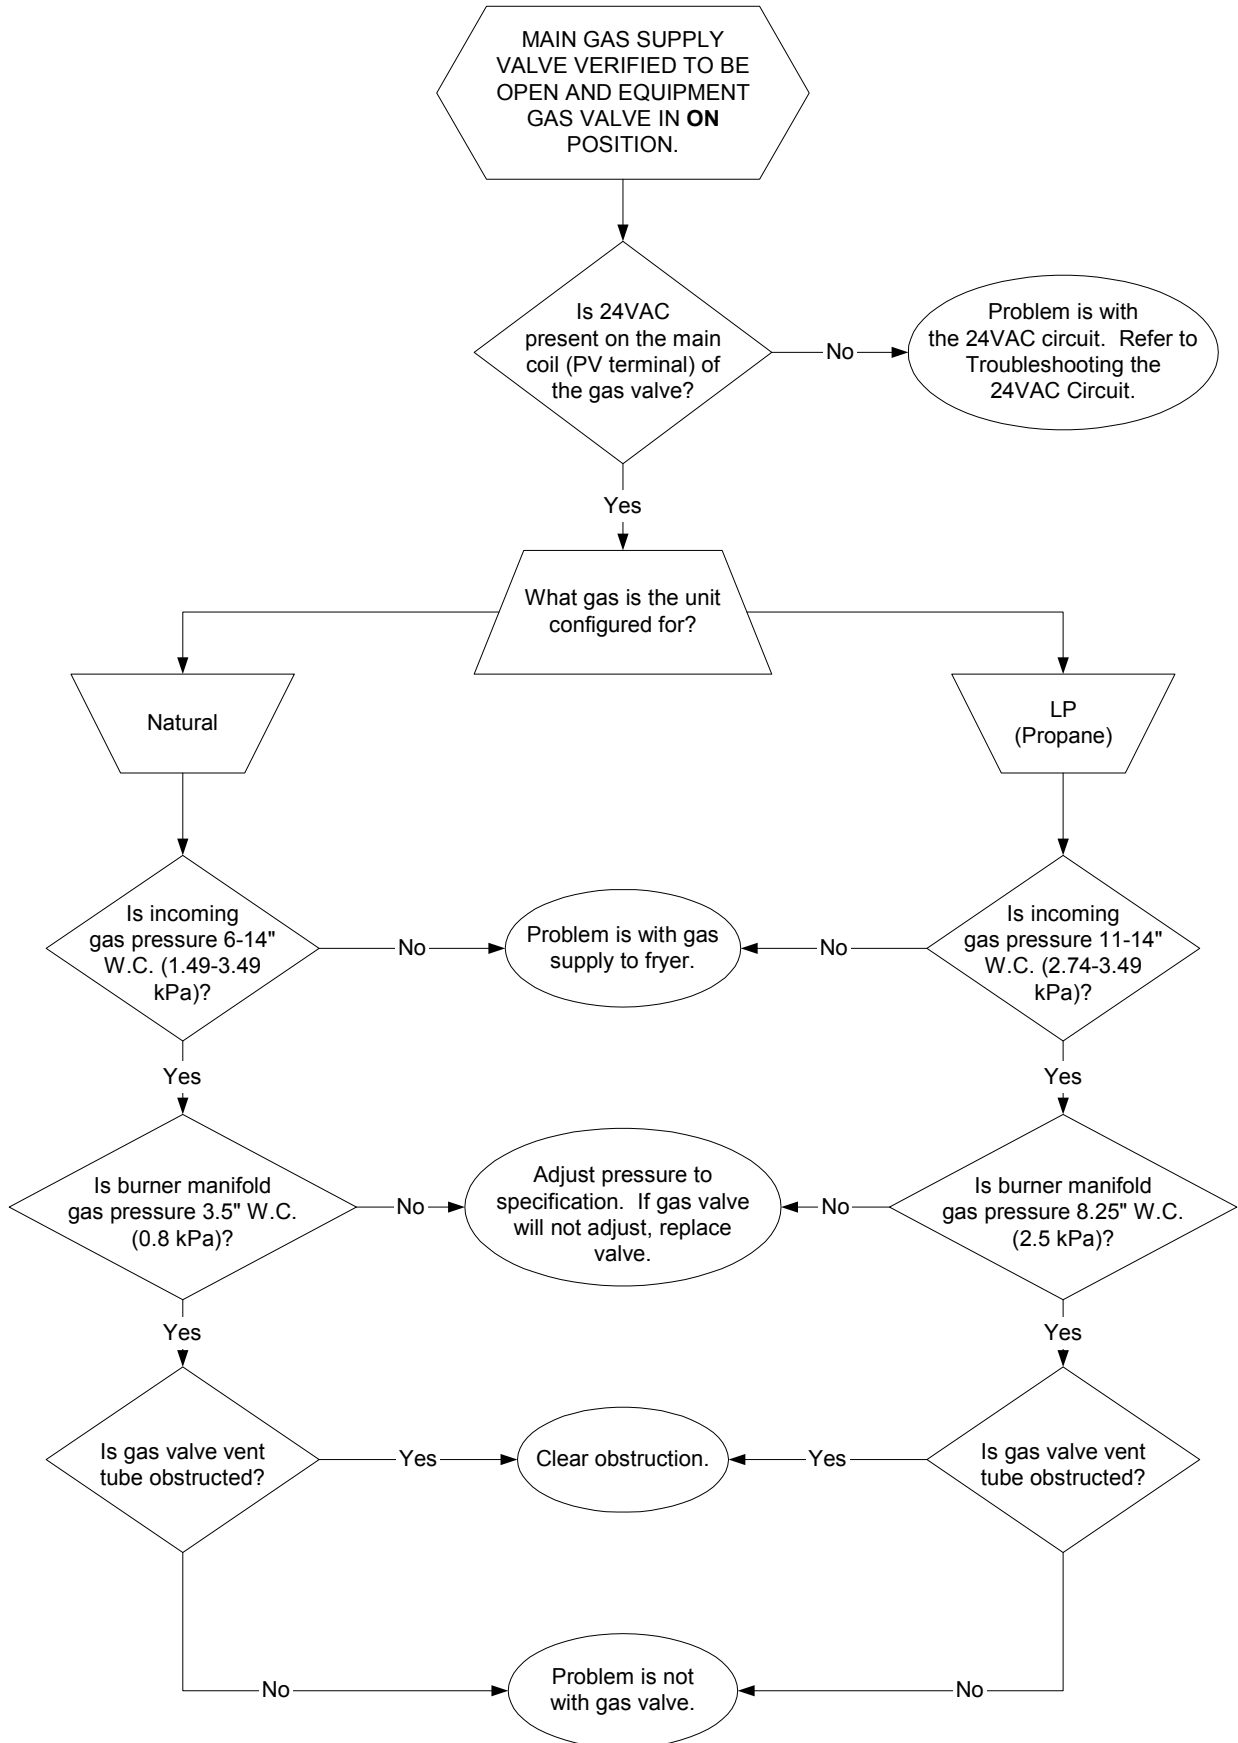 MAIN GAS SUPPLY
VALVE VERIFIED TO BE
OPEN AND EQUIPMENT
GAS VALVE IN ON
POSITION.
Is 24VAC
present on the main
coil (PV terminal) of
the gas valve?
No
Problem is with
the 24VAC circuit. Refer to
Troubleshooting the
24VAC Circuit.
Yes
What gas is the unit
configured for?
Natural
LP
(Propane)
Is incoming
gas pressure 6-14"
W.C. (1.49-3.49
kPa)?
No
Problem is with gas
supply to fryer.
No
Is incoming
gas pressure 11-14"
W.C. (2.74-3.49
kPa)?
Yes
Yes
Is burner manifold
gas pressure 3.5" W.C.
(0.8 kPa)?
No
Adjust pressure to
specification. If gas valve
will not adjust, replace
valve.
No
Is burner manifold
gas pressure 8.25" W.C.
(2.5 kPa)?
Yes
Yes
Is gas valve vent
tube obstructed?
Yes
Clear obstruction.
Yes
Is gas valve vent
tube obstructed?
No
Problem is not
with gas valve.
No